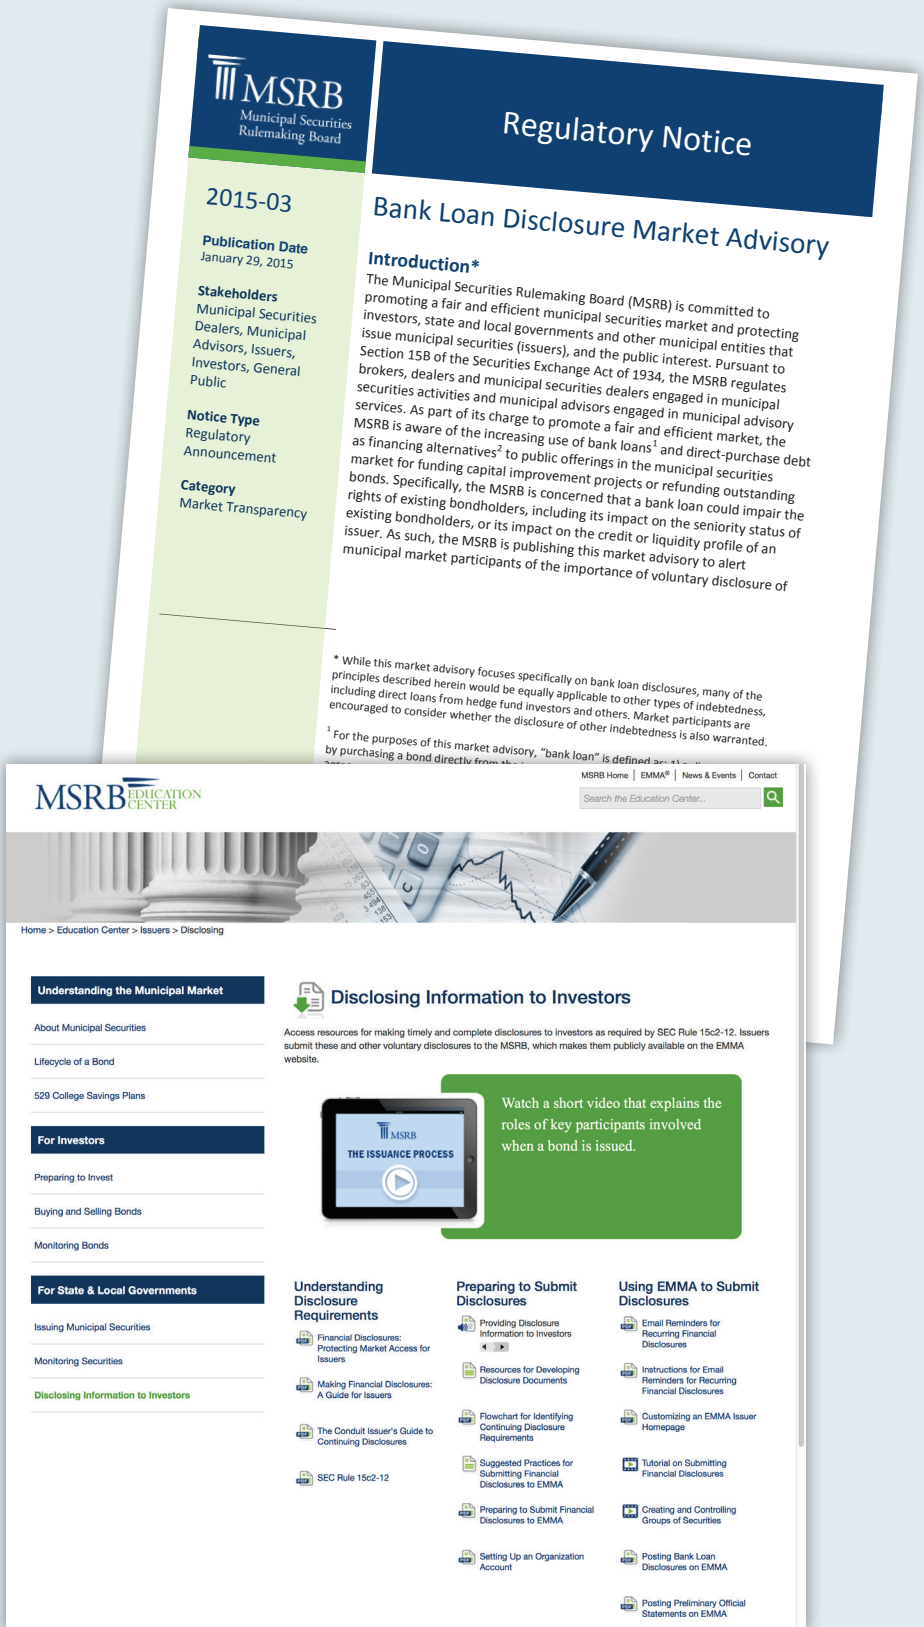 MSRB
Municipal Securities
Rulemaking Board
Regulatory Notice
2015-03
Publication Date
January 29, 2015
Stakeholders
Municipal Securities
Dealers, Municipal
Advisors, Issuers,
Investors, General
Public
Notice Type
Regulatory
Announcement
Category
Market Transparency
Bank Loan Disclosure Market Advisory
Introduction*
The Municipal Securities Rulemaking Board (MSRB) is committed to
promoting a fair and efficient municipal securities market and protecting
investors, state and local governments and other municipal entities that
issue municipal securities (issuers), and the public interest. Pursuant to
Section 15B of the Securities Exchange Act of 1934, the MSRB regulates
brokers, dealers and municipal securities dealers engaged in municipal
securities activities and municipal advisors engaged in municipal advisory
services. As part of its charge to promote a fair and efficient market, the
MSRB is aware of the increasing use of bank loans1 and direct-purchase debt
as financing alternatives2 to public offerings in the municipal securities
market for funding capital improvement projects or refunding outstanding
bonds. Specifically, the MSRB is concerned that a bank loan could impair the
rights of existing bondholders, including its impact on the seniority status of
existing bondholders, or its impact on the credit or liquidity profile of an
issuer. As such, the MSRB is publishing this market advisory to alert
municipal market participants of the importance of voluntary disclosure of
* While this market advisory focuses specifically on bank loan disclosures, many of the
principles described herein would be equally applicable to other types of indebtedness,
including direct loans from hedge fund investors and others. Market participants are
encouraged to consider whether the disclosure of other indebtedness is also warranted.
1 For the purposes of this market advisory, "bank loan" is defined as: 1)
by purchasing a bond directly from the
MSRB EDUCATION
CENTER
MSRB Home | EMMA® | News & Events | Contact
Search the Education Center...
Home > Education Center > Issuers > Disclosing
Understanding the Municipal Market
About Municipal Securities
Lifecycle of a Bond
529 College Savings Plans
For Investors
Preparing to Invest
Buying and Selling Bonds
Monitoring Bonds
For State & Local Governments
Issuing Municipal Securities
Monitoring Securities
Disclosing Information to Investors
Disclosing Information to Investors
Access resources for making timely and complete disclosures to investors as required by SEC Rule 15c2-12. Issuers
submit these and other voluntary disclosures to the MSRB, which makes them publicly available on the EMMA
website.
MSRB
THE ISSUANCE PROCESS
Watch a short video that explains the
roles of key participants involved
when a bond is issued.
Understanding
Disclosure
Requirements
Financial Disclosures:
Protecting Market Access for
Issuers
Making Financial Disclosures:
A Guide for Issuers
The Conduit Issuer's Guide to
Continuing Disclosures
SEC Rule 15c2-12
Preparing to Submit
Disclosures
Providing Disclosure
Information to Investors
Resources for Developing
Disclosure Documents
Flowchart for Identifying
Continuing Disclosure
Requirements
Suggested Practices for
Submitting Financial
Disclosures to EMMA
Preparing to Submit Financial
Disclosures to EMMA
Setting Up an Organization
Account
Using EMMA to Submit
Disclosures
Email Reminders for
Recurring Financial
Disclosures
Instructions for Email
Reminders for Recurring
Financial Disclosures
Customizing an EMMA Issuer
Homepage
Tutorial on Submitting
Financial Disclosures
Creating and Controlling
Groups of Securities
Posting Bank Loan
Disclosures on EMMA
Posting Preliminary Official
Statements on EMMA